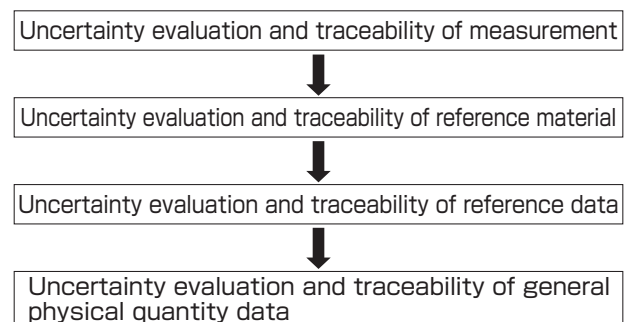 Uncertainty evaluation and traceability of measurement
Uncertainty evaluation and traceability of reference material
Uncertainty evaluation and traceability of reference data
Uncertainty evaluation and traceability of general
physical quantity data